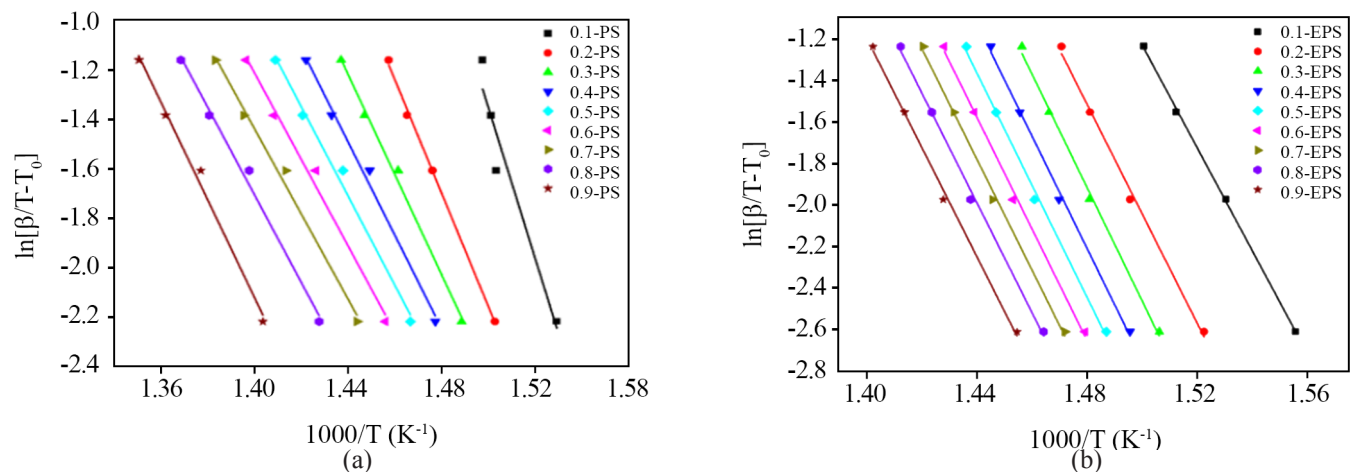 -1.0
-1.2
-1.4
-1.6
-1.8
-2.0
-2.2
-2.4
ln[β/T-T₀]
1.36
1.40
1.44
1.48
1.52
1.58
1000/T (K⁻¹)
(a)
0.1-PS
0.2-PS
0.3-PS
0.4-PS
0.5-PS
0.6-PS
0.7-PS
0.8-PS
0.9-PS
-1.2
-1.4
-1.6
-1.8
-2.0
-2.2
-2.4
-2.6
-2.8
ln[β/T-T₀]
1.40
1.44
1.48
1.52
1.56
1000/T (K⁻¹)
(b)
0.1-EPS
0.2-EPS
0.3-EPS
0.4-EPS
0.5-EPS
0.6-EPS
0.7-EPS
0.8-EPS
0.9-EPS